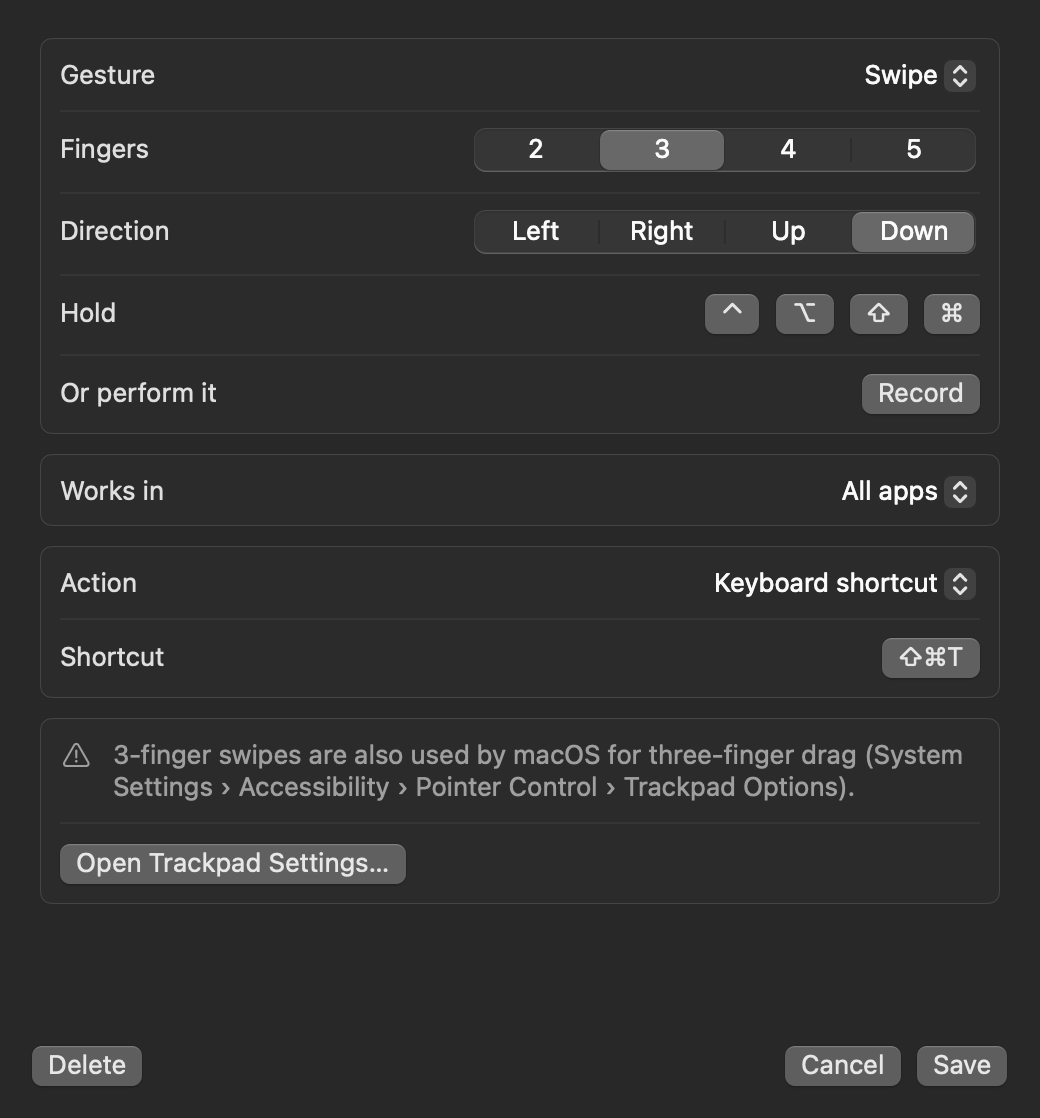 Gesture Swipe
Fingers 2 3 4 5
Direction Left Right Up Down
Hold ^ ⌥ ⇧ ⌘
Or perform it Record
Works in All apps
Action Keyboard shortcut
Shortcut ⇧⌘T
3-finger swipes are also used by macOS for three-finger drag (System
Settings › Accessibility › Pointer Control › Trackpad Options).
Open Trackpad Settings...
Delete Cancel Save